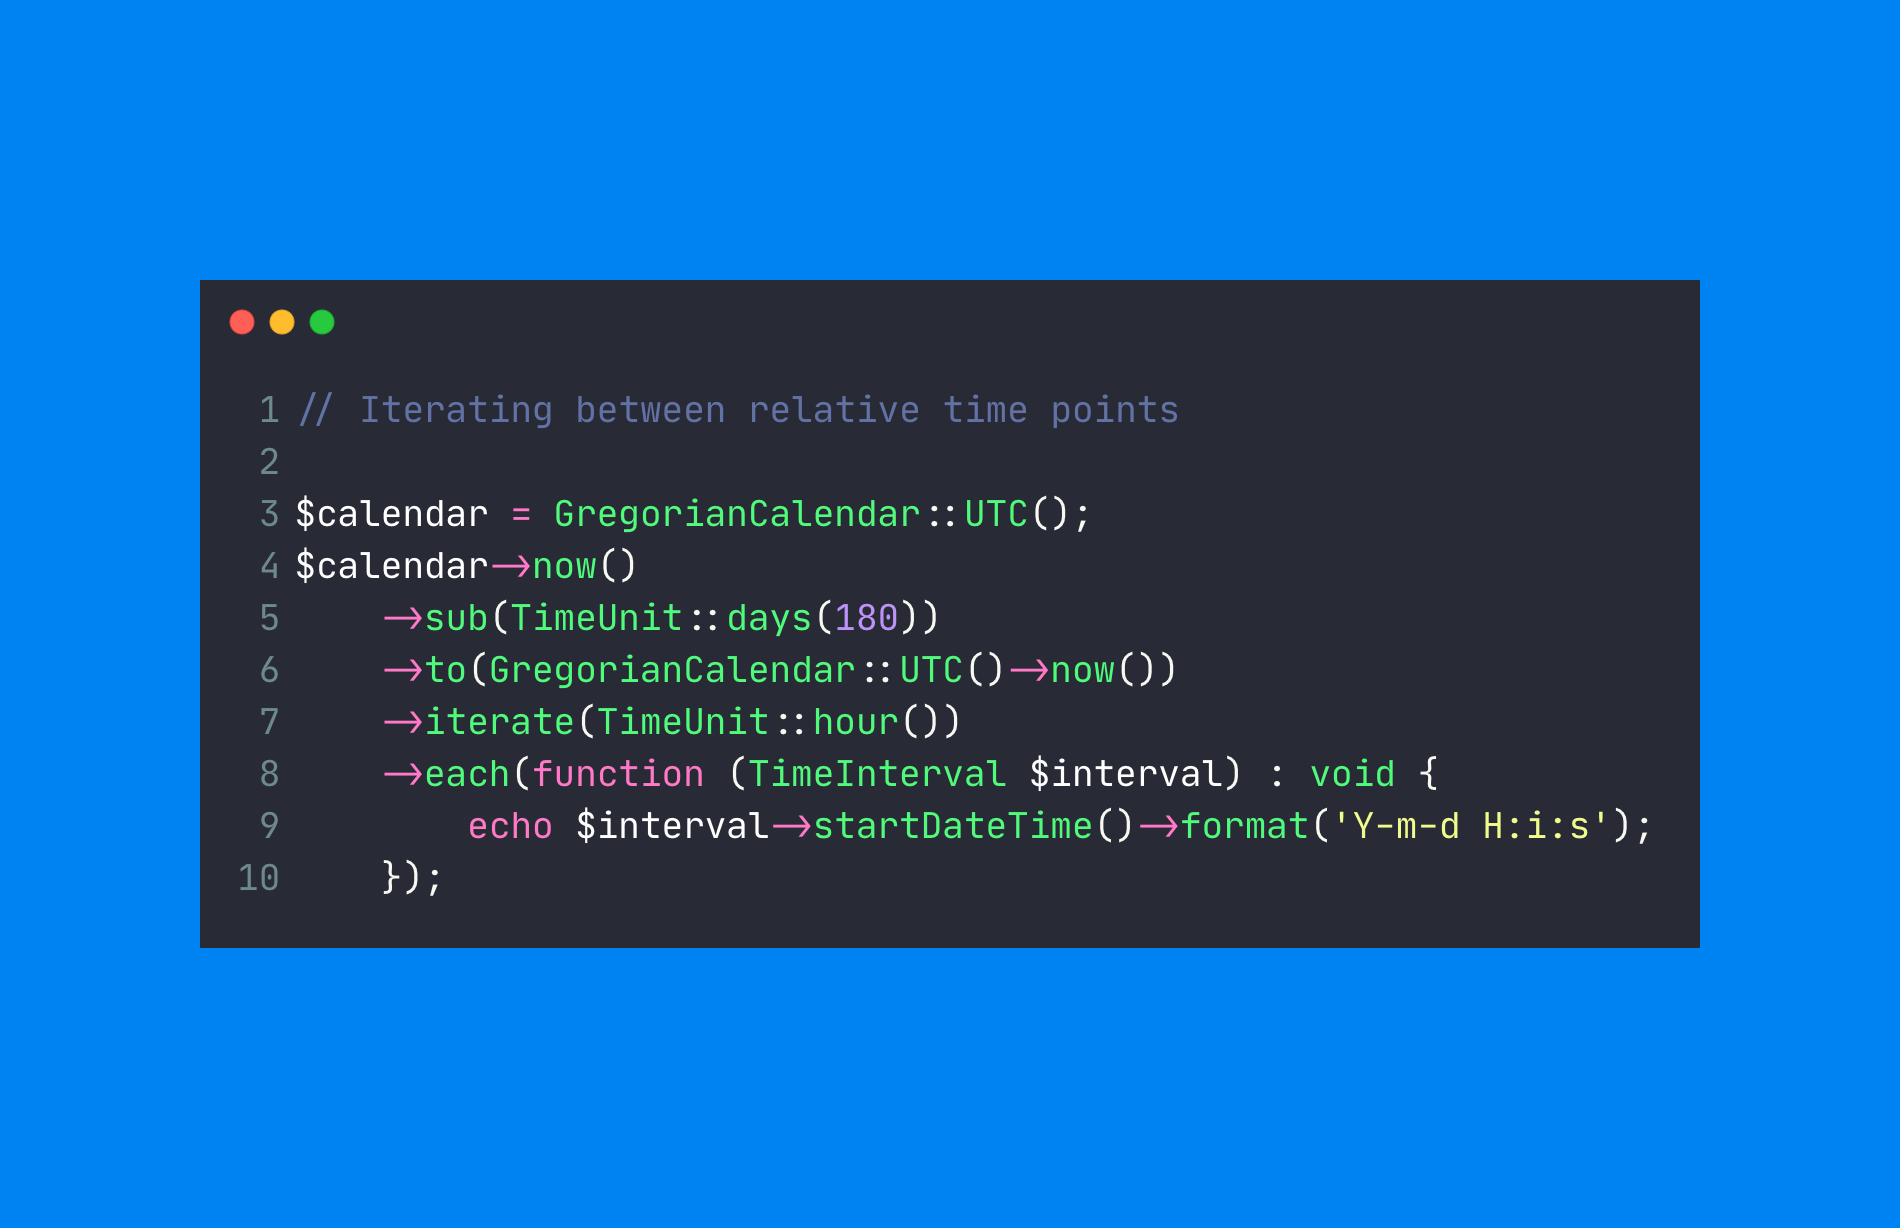 1 // Iterating between relative time points
2
3 $calendar = GregorianCalendar::UTC();
4 $calendar->now()
5     ->sub(TimeUnit::days(180))
6     ->to(GregorianCalendar::UTC()->now())
7     ->iterate(TimeUnit::hour())
8     ->each(function (TimeInterval $interval) : void {
9         echo $interval->startDateTime()->format('Y-m-d H:i:s');
10     });